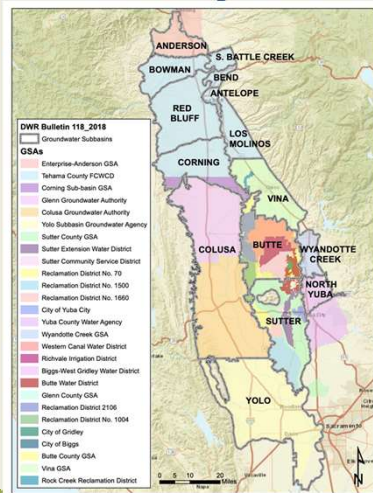 ANDERSON
S. BATTLE CREEK
BOWMAN
BEND
ANTELOPE
RED
BLUFF
LOS
MOLINOS
CORNING
VINA
BUTTE
COLUSA
WYANDOTTE
CREEK
NORTH
YUBA
SUTTER
YOLO
DWR Bulletin 118_2018
Groundwater Subbasins
GSAs
Enterprise-Anderson GSA
Tehama County FCWCD
Corning Sub-basin GSA
Glenn Groundwater Authority
Colusa Groundwater Authority
Yolo Subbasin Groundwater Agency
Sutter County GSA
Sutter Extension Water District
Sutter Community Service District
Reclamation District No. 70
Reclamation District No. 1500
Reclamation District No. 1660
City of Yuba City
Yuba County Water Agency
Wyandotte Creek GSA
Western Canal Water District
Richvale Irrigation District
Biggs-West Gridley Water District
Butte Water District
Glenn County GSA
Reclamation District 2106
Reclamation District No. 1004
City of Gridley
City of Biggs
Butte County GSA
Vina GSA
Rock Creek Reclamation District
Sacramento
0 5 10 20
Miles
Napa
N